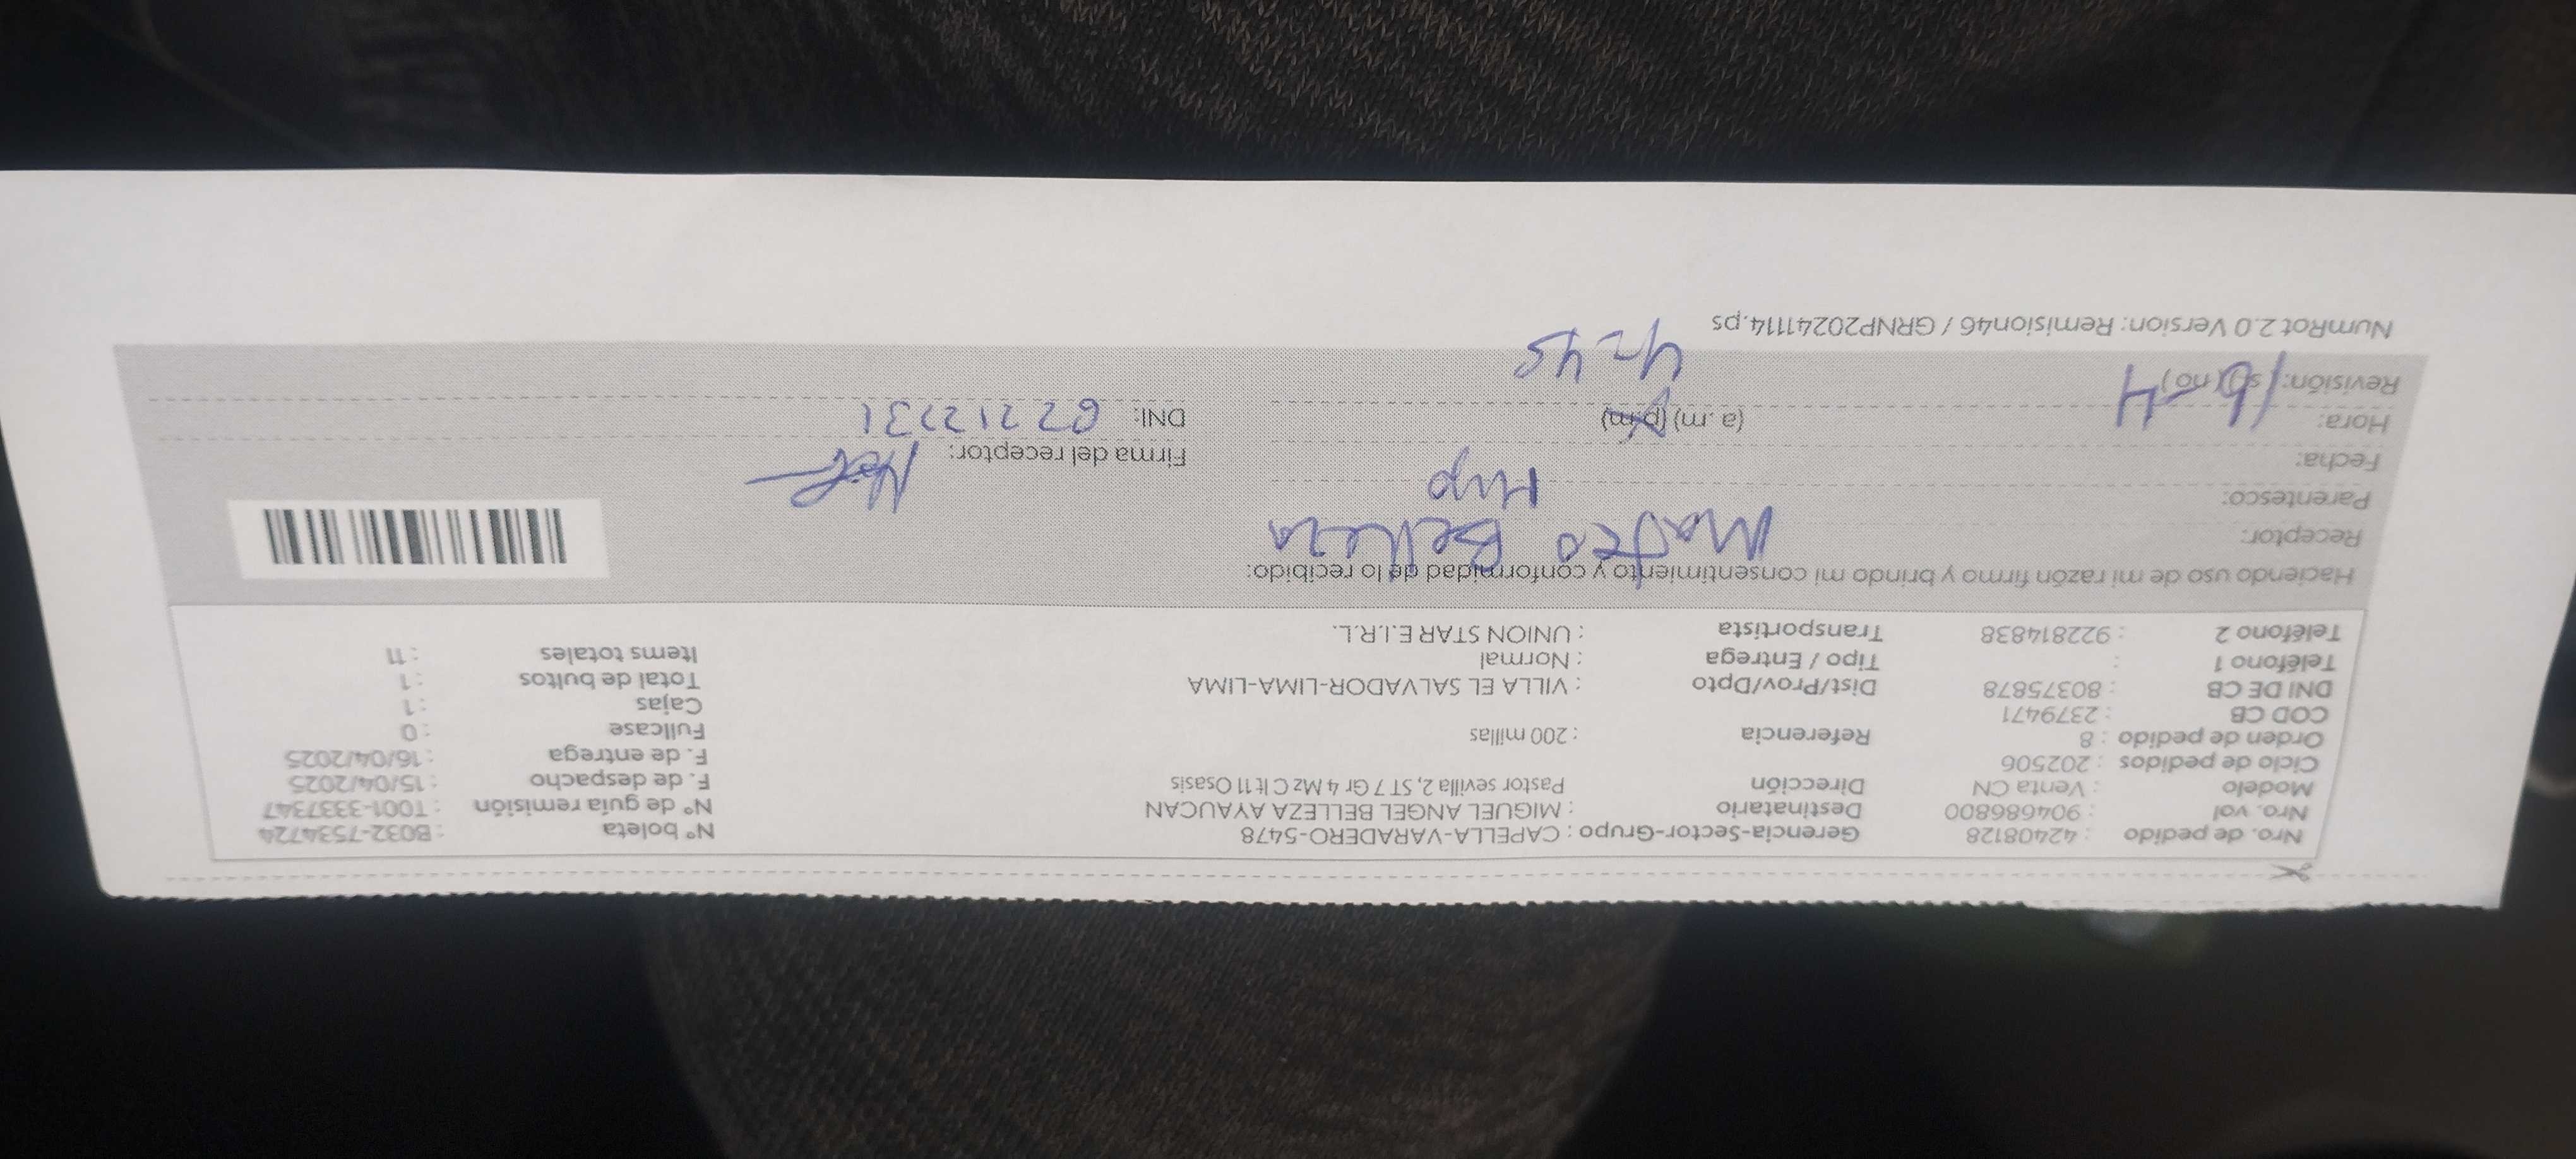 Nro. de pedido : 42408128 Gerencia-Sector-Grupo : CAPELLA-VARADERO-5478 N° boleta : B032-7534724
Nro. vol : 904686800 Destinatario : MIGUEL ANGEL BELLEZA AYAUCAN N° de guía remisión : T001-3337347
Modelo : Venta CN Dirección Pastor sevilla 2, ST 7 Gr 4 Mz C lt 11 Osasis F. de despacho : 15/04/2025
Ciclo de pedidos : 202506 F. de entrega : 16/04/2025
Orden de pedido : 8 Referencia : 200 millas Fullcase : 0
COD CB : 2379471 Cajas : 1
DNI DE CB : 80375878 Dist/Prov/Dpto : VILLA EL SALVADOR-LIMA-LIMA Total de bultos : 1
Teléfono 1 : Tipo / Entrega : Normal Items totales : 11
Teléfono 2 : 922814838 Transportista : UNION STAR E.I.R.L.
Haciendo uso de mi razón firmo y brindo mi consentimiento y conformidad de lo recibido:
Receptor: Mateo Belleza
Parentesco: Hijo
Fecha: Firma del receptor:
Hora: (a.m) (p.m) DNI:
Revisión: (si) (no) 16-4 4-45
NumRot 2.0 Version: Remision46 / GRNP20241114.ps